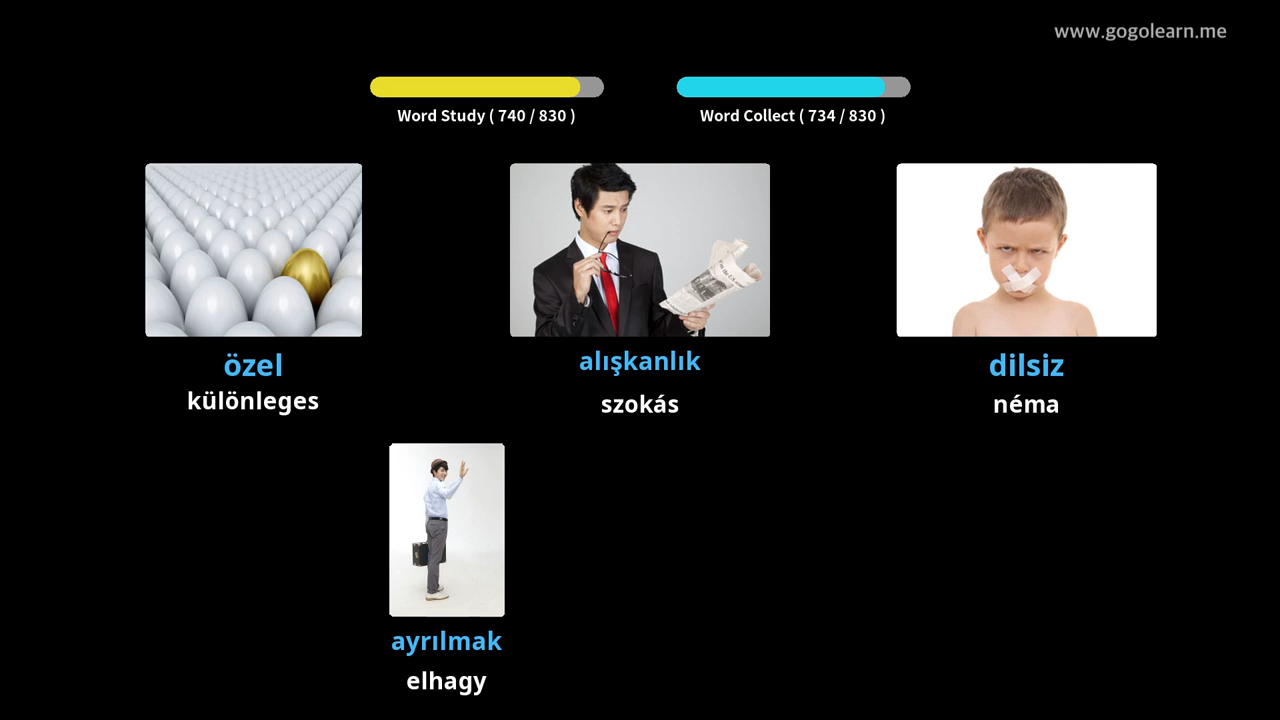 www.gogolearn.me
Word Study ( 740 / 830 )
Word Collect ( 734 / 830 )
özel
különleges
alışkanlık
szokás
dilsiz
néma
ayrılmak
elhagy